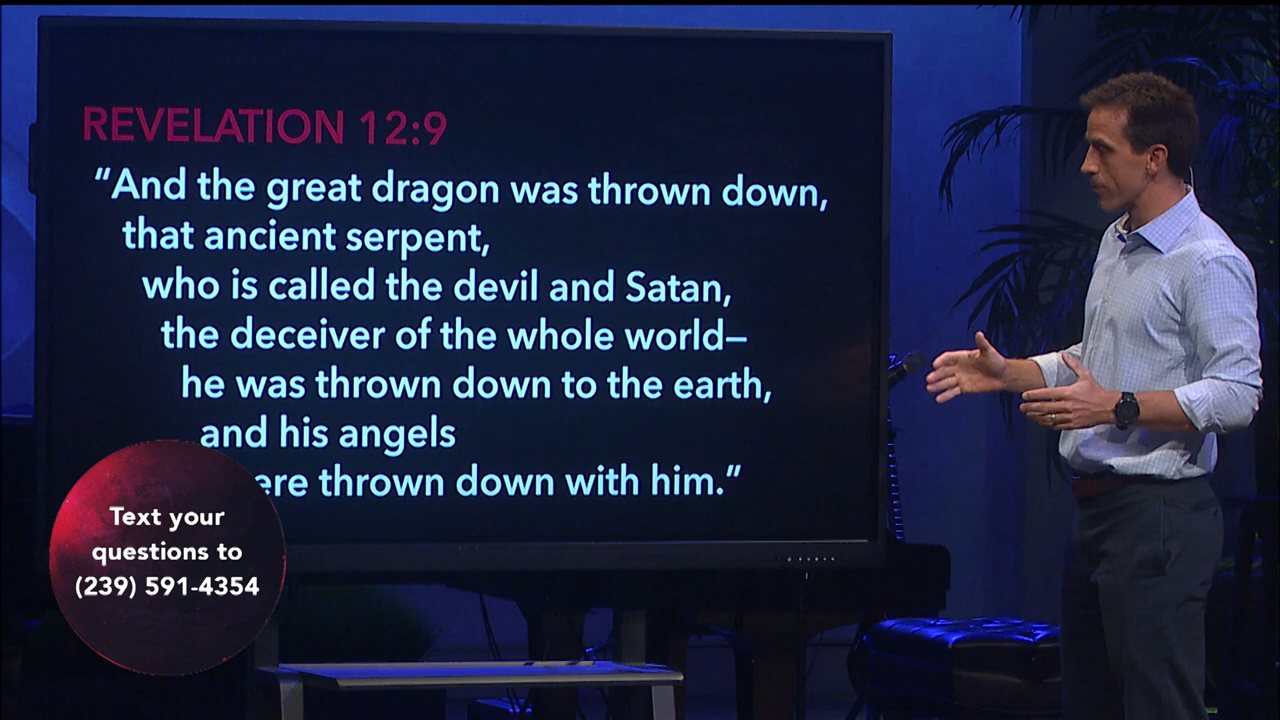 REVELATION 12:9
“And the great dragon was thrown down,
that ancient serpent,
who is called the devil and Satan,
the deceiver of the whole world–
he was thrown down to the earth,
and his angels
thrown down with him.”
Text your
questions to
(239) 591-4354